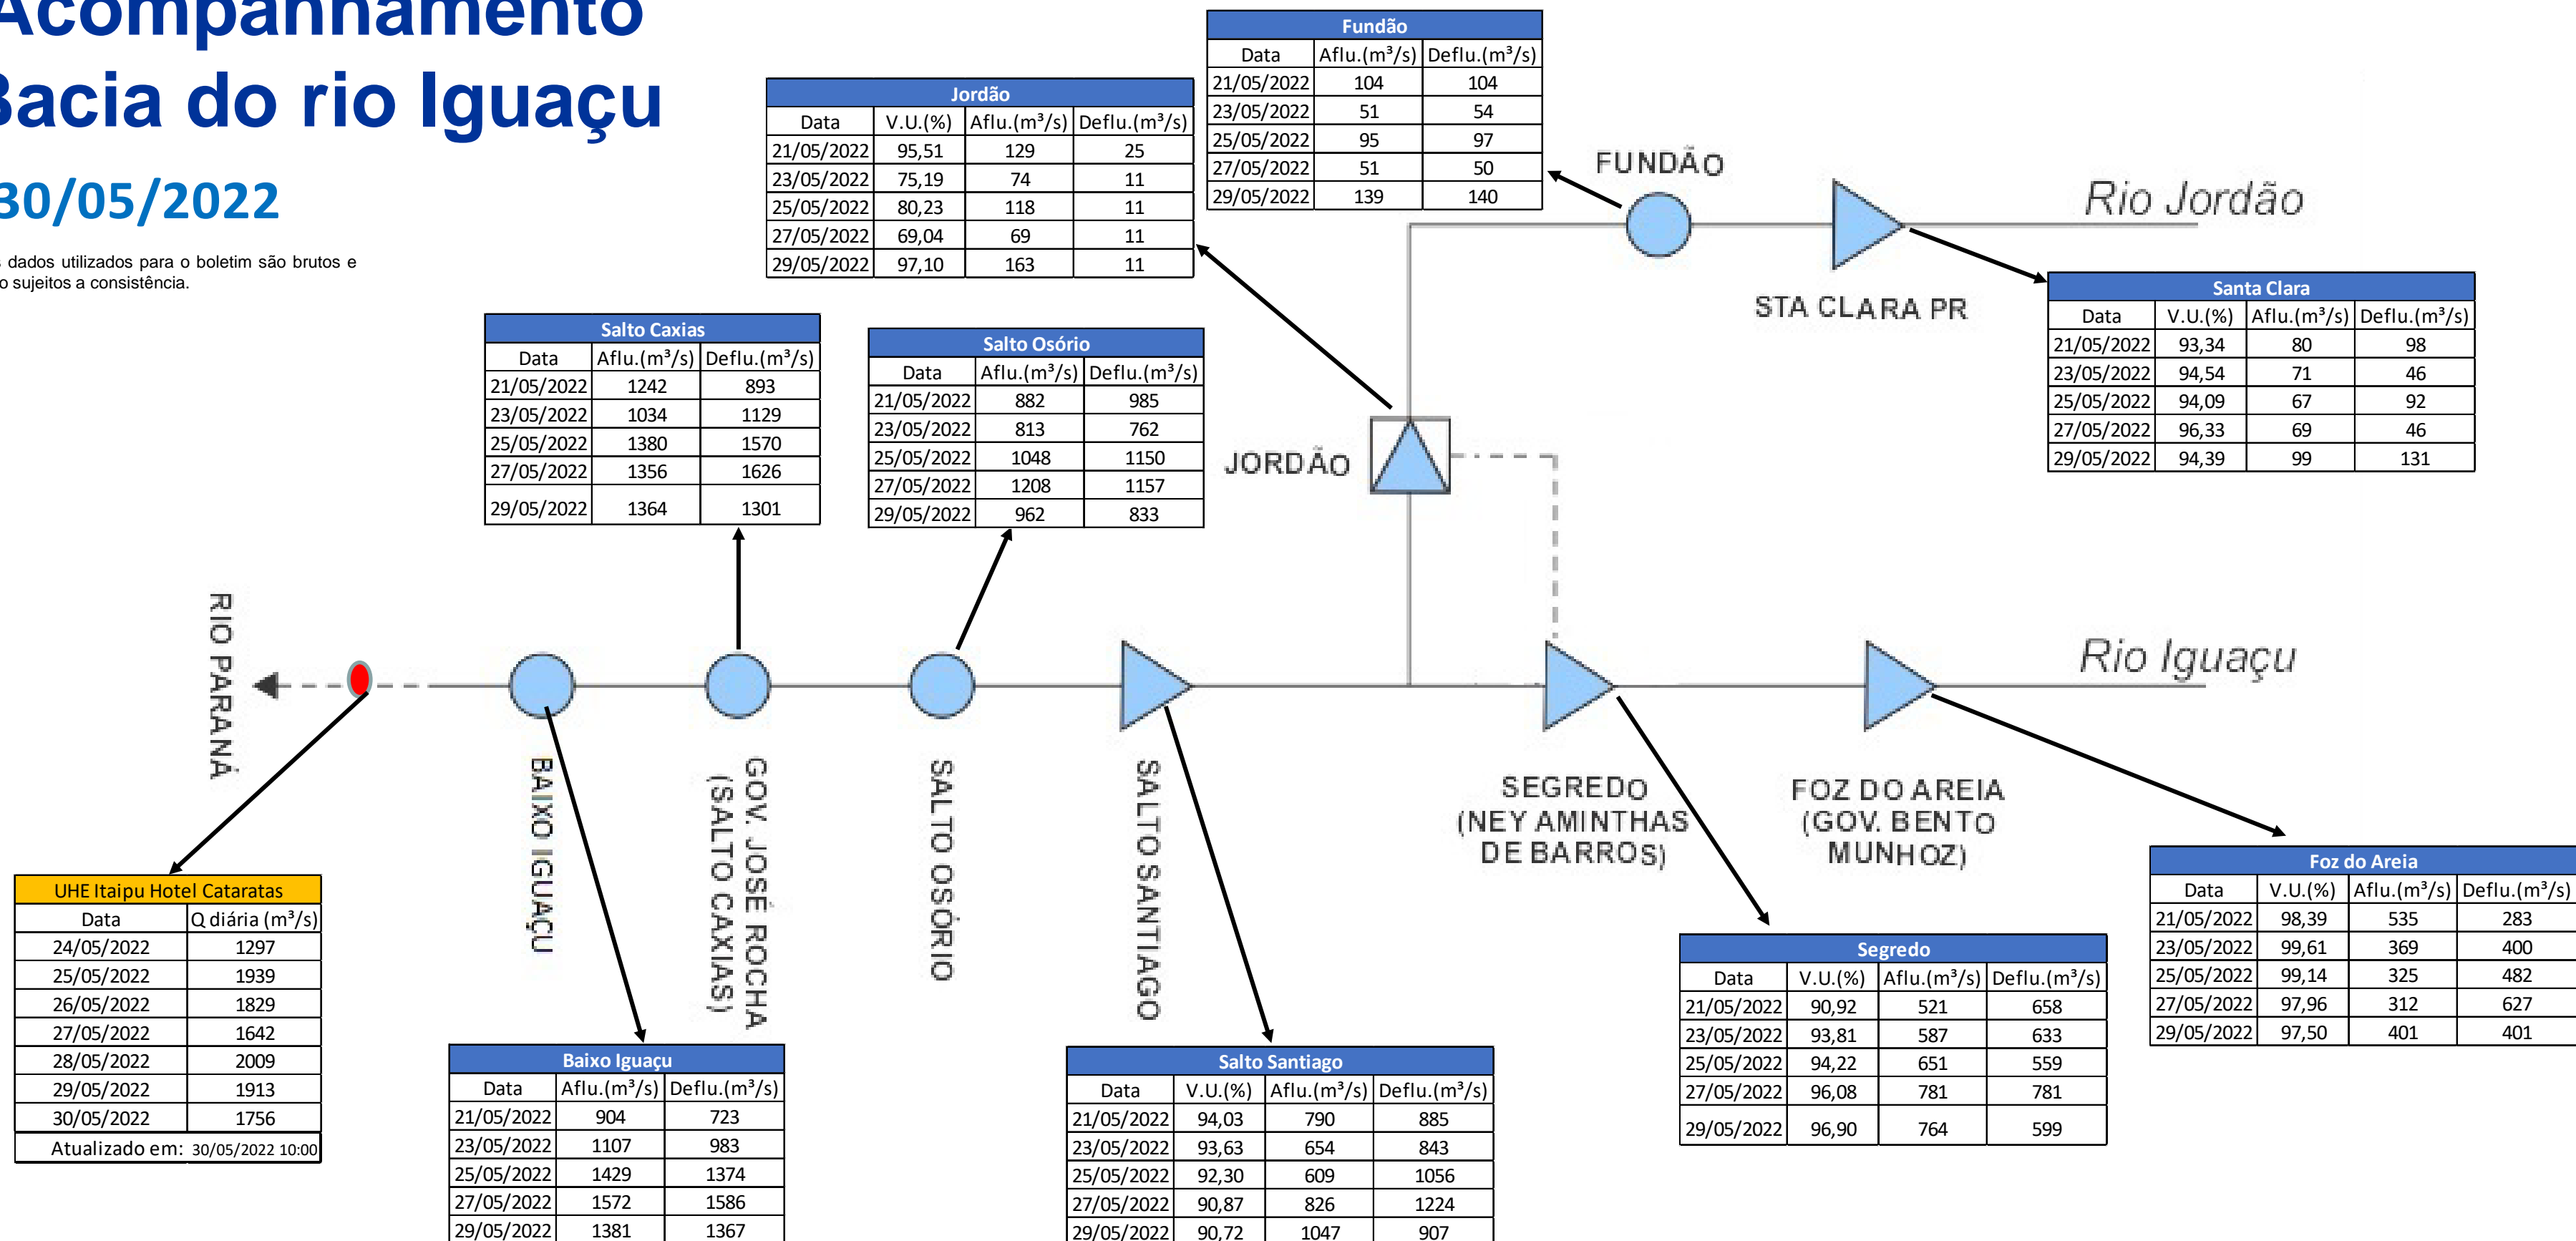 Acompanhamento
Bacia do rio Iguaçu
30/05/2022
dados utilizados para o boletim são brutos e
sujeitos a consistência.
Fundão
Data Aflu.(m³/s) Deflu.(m³/s)
21/05/2022 104 104
23/05/2022 51 54
25/05/2022 95 97
27/05/2022 51 50
29/05/2022 139 140
Jordão
Data V.U.(%) Aflu.(m³/s) Deflu.(m³/s)
21/05/2022 95,51 129 25
23/05/2022 75,19 74 11
25/05/2022 80,23 118 11
27/05/2022 69,04 69 11
29/05/2022 97,10 163 11
FUNDÃO
Rio Jordão
STA CLARA PR
Santa Clara
Data V.U.(%) Aflu.(m³/s) Deflu.(m³/s)
21/05/2022 93,34 80 98
23/05/2022 94,54 71 46
25/05/2022 94,09 67 92
27/05/2022 96,33 69 46
29/05/2022 94,39 99 131
Salto Caxias
Data Aflu.(m³/s) Deflu.(m³/s)
21/05/2022 1242 893
23/05/2022 1034 1129
25/05/2022 1380 1570
27/05/2022 1356 1626
29/05/2022 1364 1301
Salto Osório
Data Aflu.(m³/s) Deflu.(m³/s)
21/05/2022 882 985
23/05/2022 813 762
25/05/2022 1048 1150
27/05/2022 1208 1157
29/05/2022 962 833
JORDÃO
RIO PARANÁ
Rio Iguaçu
BAIXO IGUAÇU
GOV. JOSÉ ROCHA
(SALTO CAXIAS)
SALTO OSÓRIO
SALTO SANTIAGO
SEGREDO
(NEY AMINTHAS
DE BARROS)
FOZ DO AREIA
(GOV. BENTO
MUNHOZ)
UHE Itaipu Hotel Cataratas
Data Q diária (m³/s)
24/05/2022 1297
25/05/2022 1939
26/05/2022 1829
27/05/2022 1642
28/05/2022 2009
29/05/2022 1913
30/05/2022 1756
Atualizado em: 30/05/2022 10:00
Baixo Iguaçu
Data Aflu.(m³/s) Deflu.(m³/s)
21/05/2022 904 723
23/05/2022 1107 983
25/05/2022 1429 1374
27/05/2022 1572 1586
29/05/2022 1381 1367
Salto Santiago
Data V.U.(%) Aflu.(m³/s) Deflu.(m³/s)
21/05/2022 94,03 790 885
23/05/2022 93,63 654 843
25/05/2022 92,30 609 1056
27/05/2022 90,87 826 1224
29/05/2022 90,72 1047 907
Segredo
Data V.U.(%) Aflu.(m³/s) Deflu.(m³/s)
21/05/2022 90,92 521 658
23/05/2022 93,81 587 633
25/05/2022 94,22 651 559
27/05/2022 96,08 781 781
29/05/2022 96,90 764 599
Foz do Areia
Data V.U.(%) Aflu.(m³/s) Deflu.(m³/s)
21/05/2022 98,39 535 283
23/05/2022 99,61 369 400
25/05/2022 99,14 325 482
27/05/2022 97,96 312 627
29/05/2022 97,50 401 401